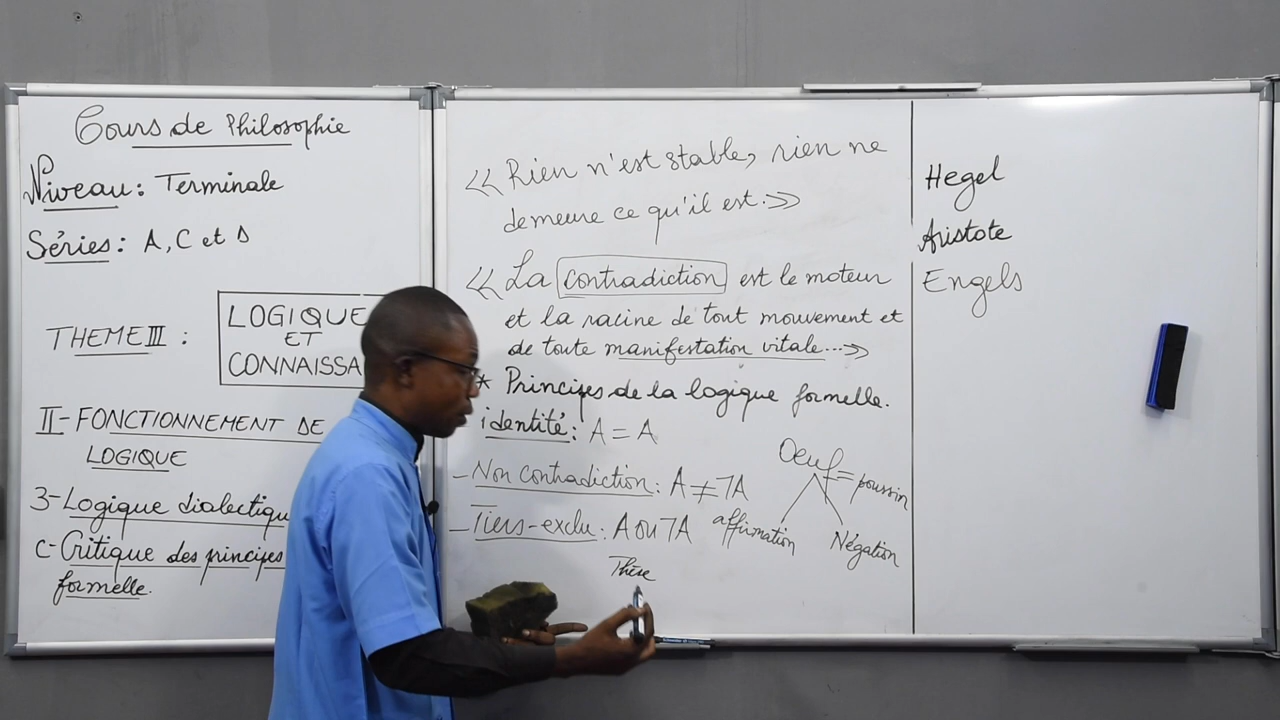 Cours de Philosophie
Niveau: Terminale
Séries: A, C et D
THEME III :
LOGIQUE
ET
CONNAISSA
II- FONCTIONNEMENT DE
LOGIQUE
3- Logique dialectiqu
c- Critique des principes
formelle.
<< Rien n'est stable, rien ne
demeure ce qu'il est. >>
<< La contradiction est le moteur
et la racine de tout mouvement et
de toute manifestation vitale... >>
* Principes de la logique formelle.
identité: A = A
- Non contradiction: A ≠ ¬A
- Tiers-exclu: A ou ¬A
Oeuf = poussin
affirmation
Négation
Thèse
Hegel
Aristote
Engels